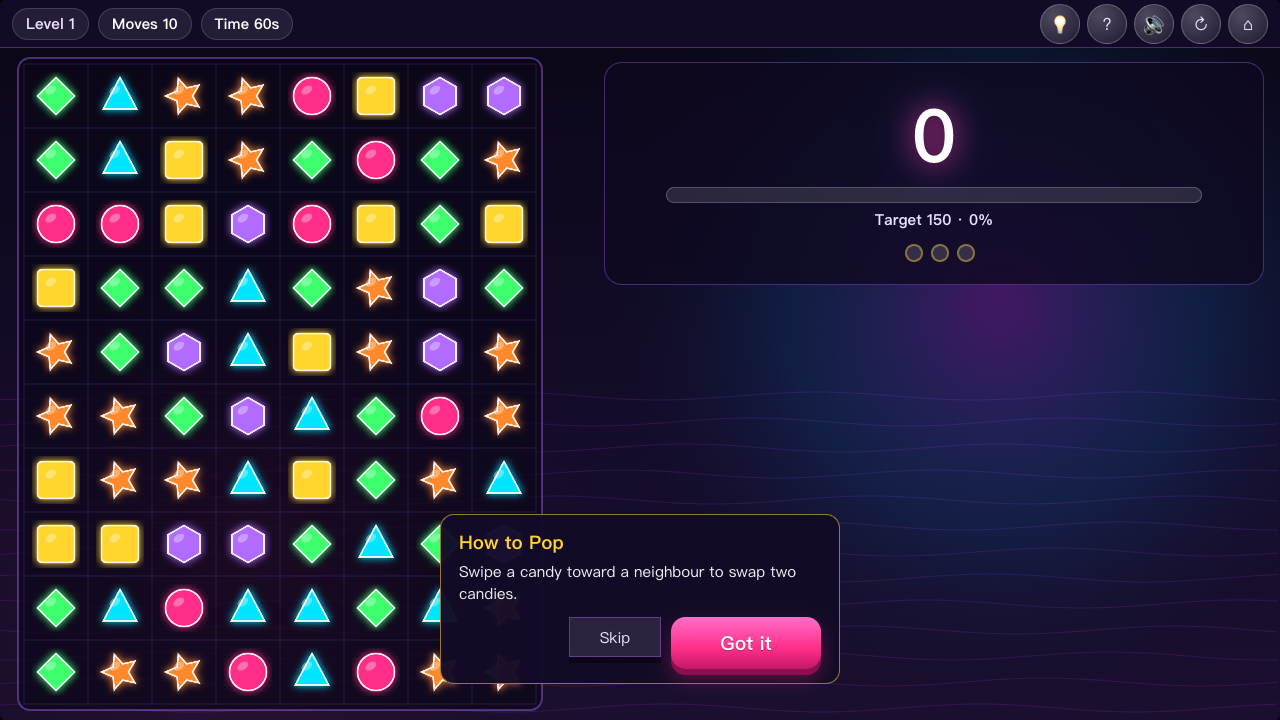 Level 1
Moves 10
Time 60s
?
0
Target 150 · 0%
How to Pop
Swipe a candy toward a neighbour to swap two
candies.
Skip
Got it